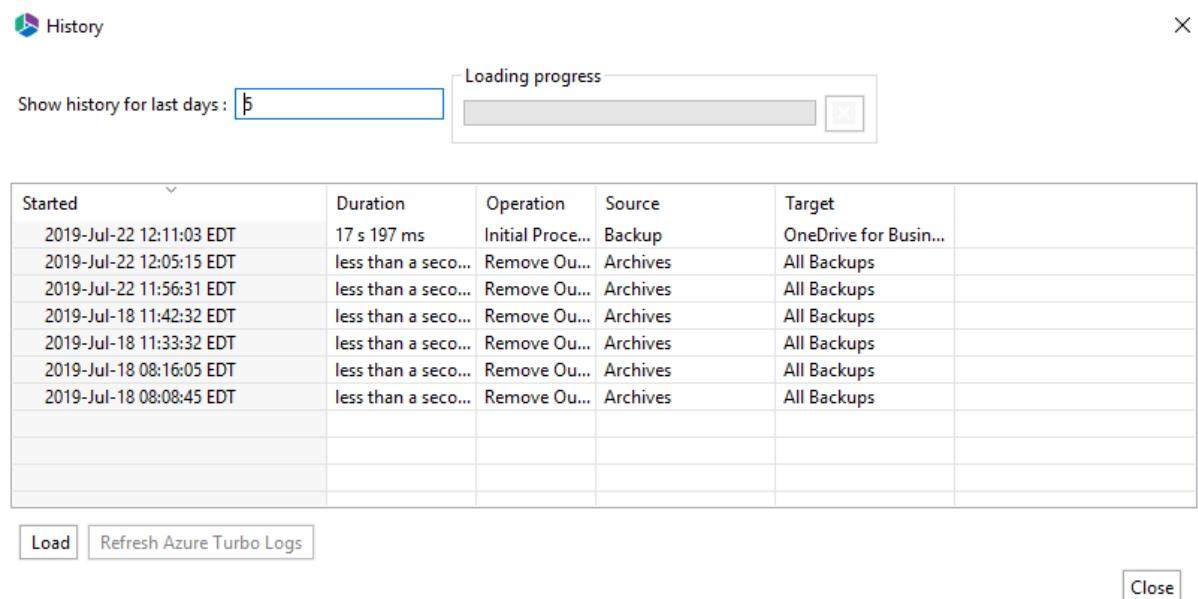 History
Loading progress
Show history for last days : 5
Started Duration Operation Source Target
2019-Jul-22 12:11:03 EDT 17 s 197 ms Initial Proce... Backup OneDrive for Busin...
2019-Jul-22 12:05:15 EDT less than a seco... Remove Ou... Archives All Backups
2019-Jul-22 11:56:31 EDT less than a seco... Remove Ou... Archives All Backups
2019-Jul-18 11:42:32 EDT less than a seco... Remove Ou... Archives All Backups
2019-Jul-18 11:33:32 EDT less than a seco... Remove Ou... Archives All Backups
2019-Jul-18 08:16:05 EDT less than a seco... Remove Ou... Archives All Backups
2019-Jul-18 08:08:45 EDT less than a seco... Remove Ou... Archives All Backups
Load Refresh Azure Turbo Logs
Close